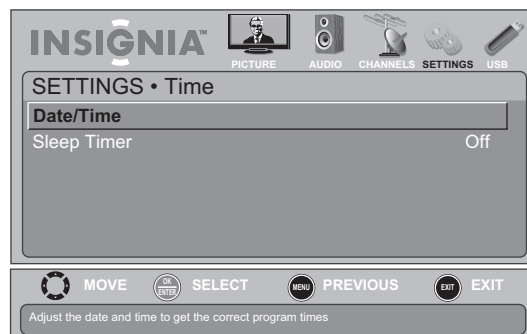 INSIGNIA™
PICTURE AUDIO CHANNELS SETTINGS USB
SETTINGS • Time
Date/Time
Sleep Timer Off
MOVE OK ENTER SELECT MENU PREVIOUS EXIT EXIT
Adjust the date and time to get the correct program times